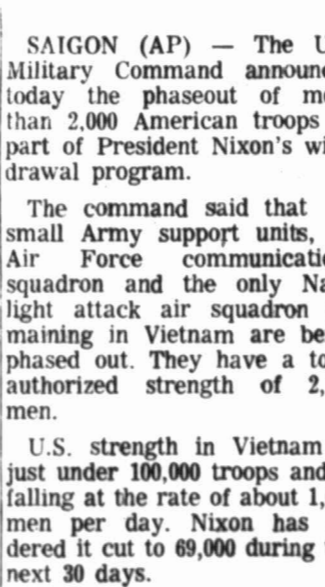 SAIGON (AP) — The U
Military Command announc
today the phaseout of mo
than 2,000 American troops
part of President Nixon's wi
drawal program.
The command said that
small Army support units,
Air Force communicatio
squadron and the only Na
light attack air squadron
maining in Vietnam are be
phased out. They have a to
authorized strength of 2,
men.
U.S. strength in Vietnam
just under 100,000 troops and
falling at the rate of about 1,
men per day. Nixon has
dered it cut to 69,000 during
next 30 days.